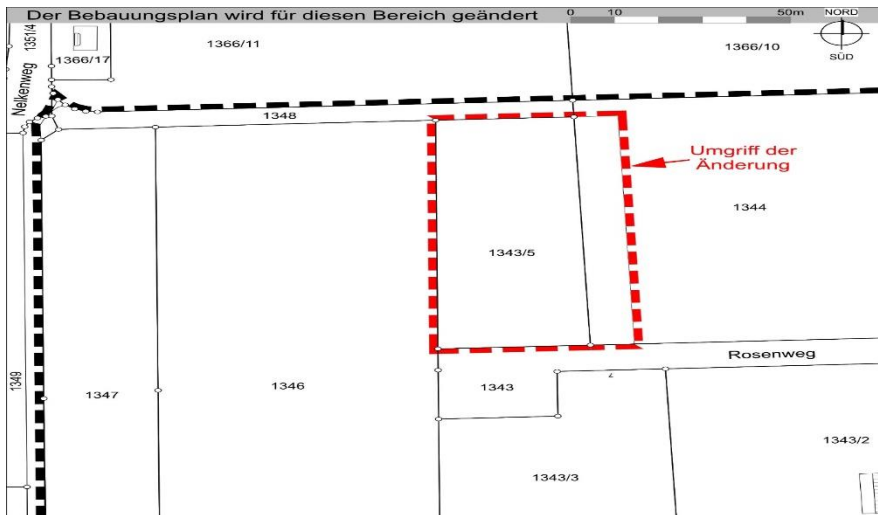 Der Bebauungsplan wird für diesen Bereich geändert
0 10 50m
NORD
SÜD
1351/4
1366/17
1366/11
1366/10
Nelkenweg
1348
Umgriff der
Änderung
1344
1343/5
Rosenweg
1349
1347
1346
1343
1343/2
1343/3